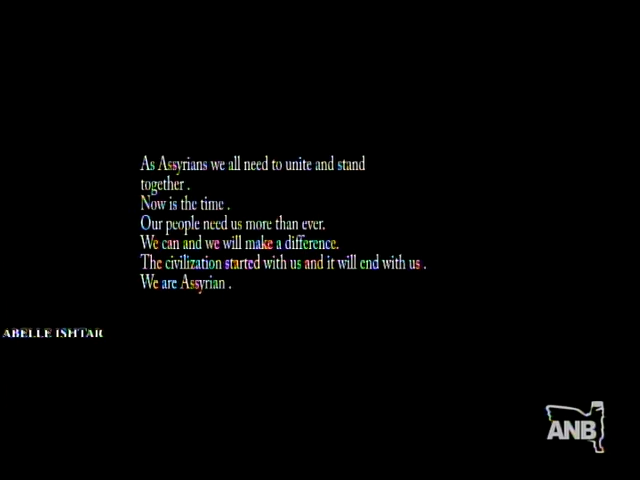 As Assyrians we all need to unite and stand
together .
Now is the time .
Our people need us more than ever.
We can and we will make a difference.
The civilization started with us and it will end with us .
We are Assyrian .
ABELLE ISHTAR
ANB